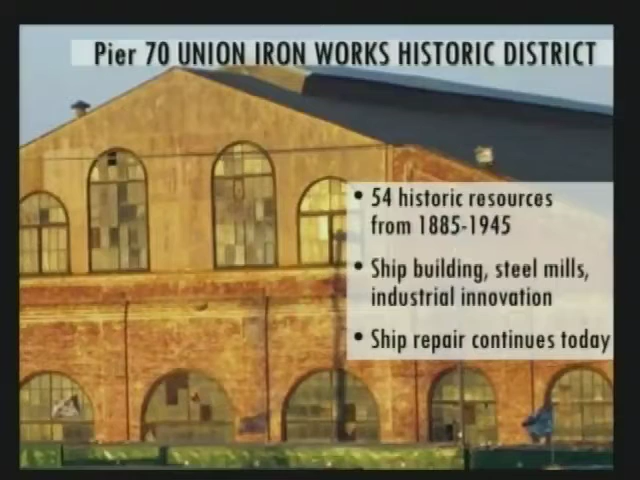 Pier 70 UNION IRON WORKS HISTORIC DISTRICT
• 54 historic resources
from 1885-1945
• Ship building, steel mills,
industrial innovation
• Ship repair continues today